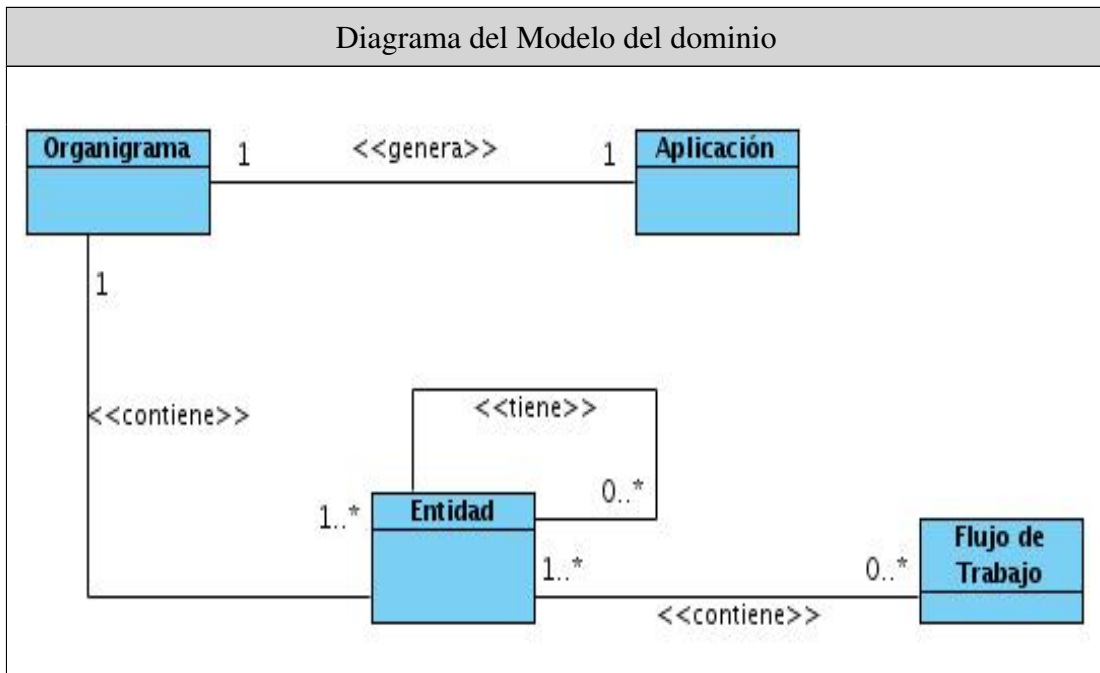 Diagrama del Modelo del dominio
Organigrama
1
<<genera>>
1
Aplicación
1
<<contiene>>
<<tiene>>
0..*
1..*
Entidad
1..*
0..*
Flujo de
Trabajo
<<contiene>>